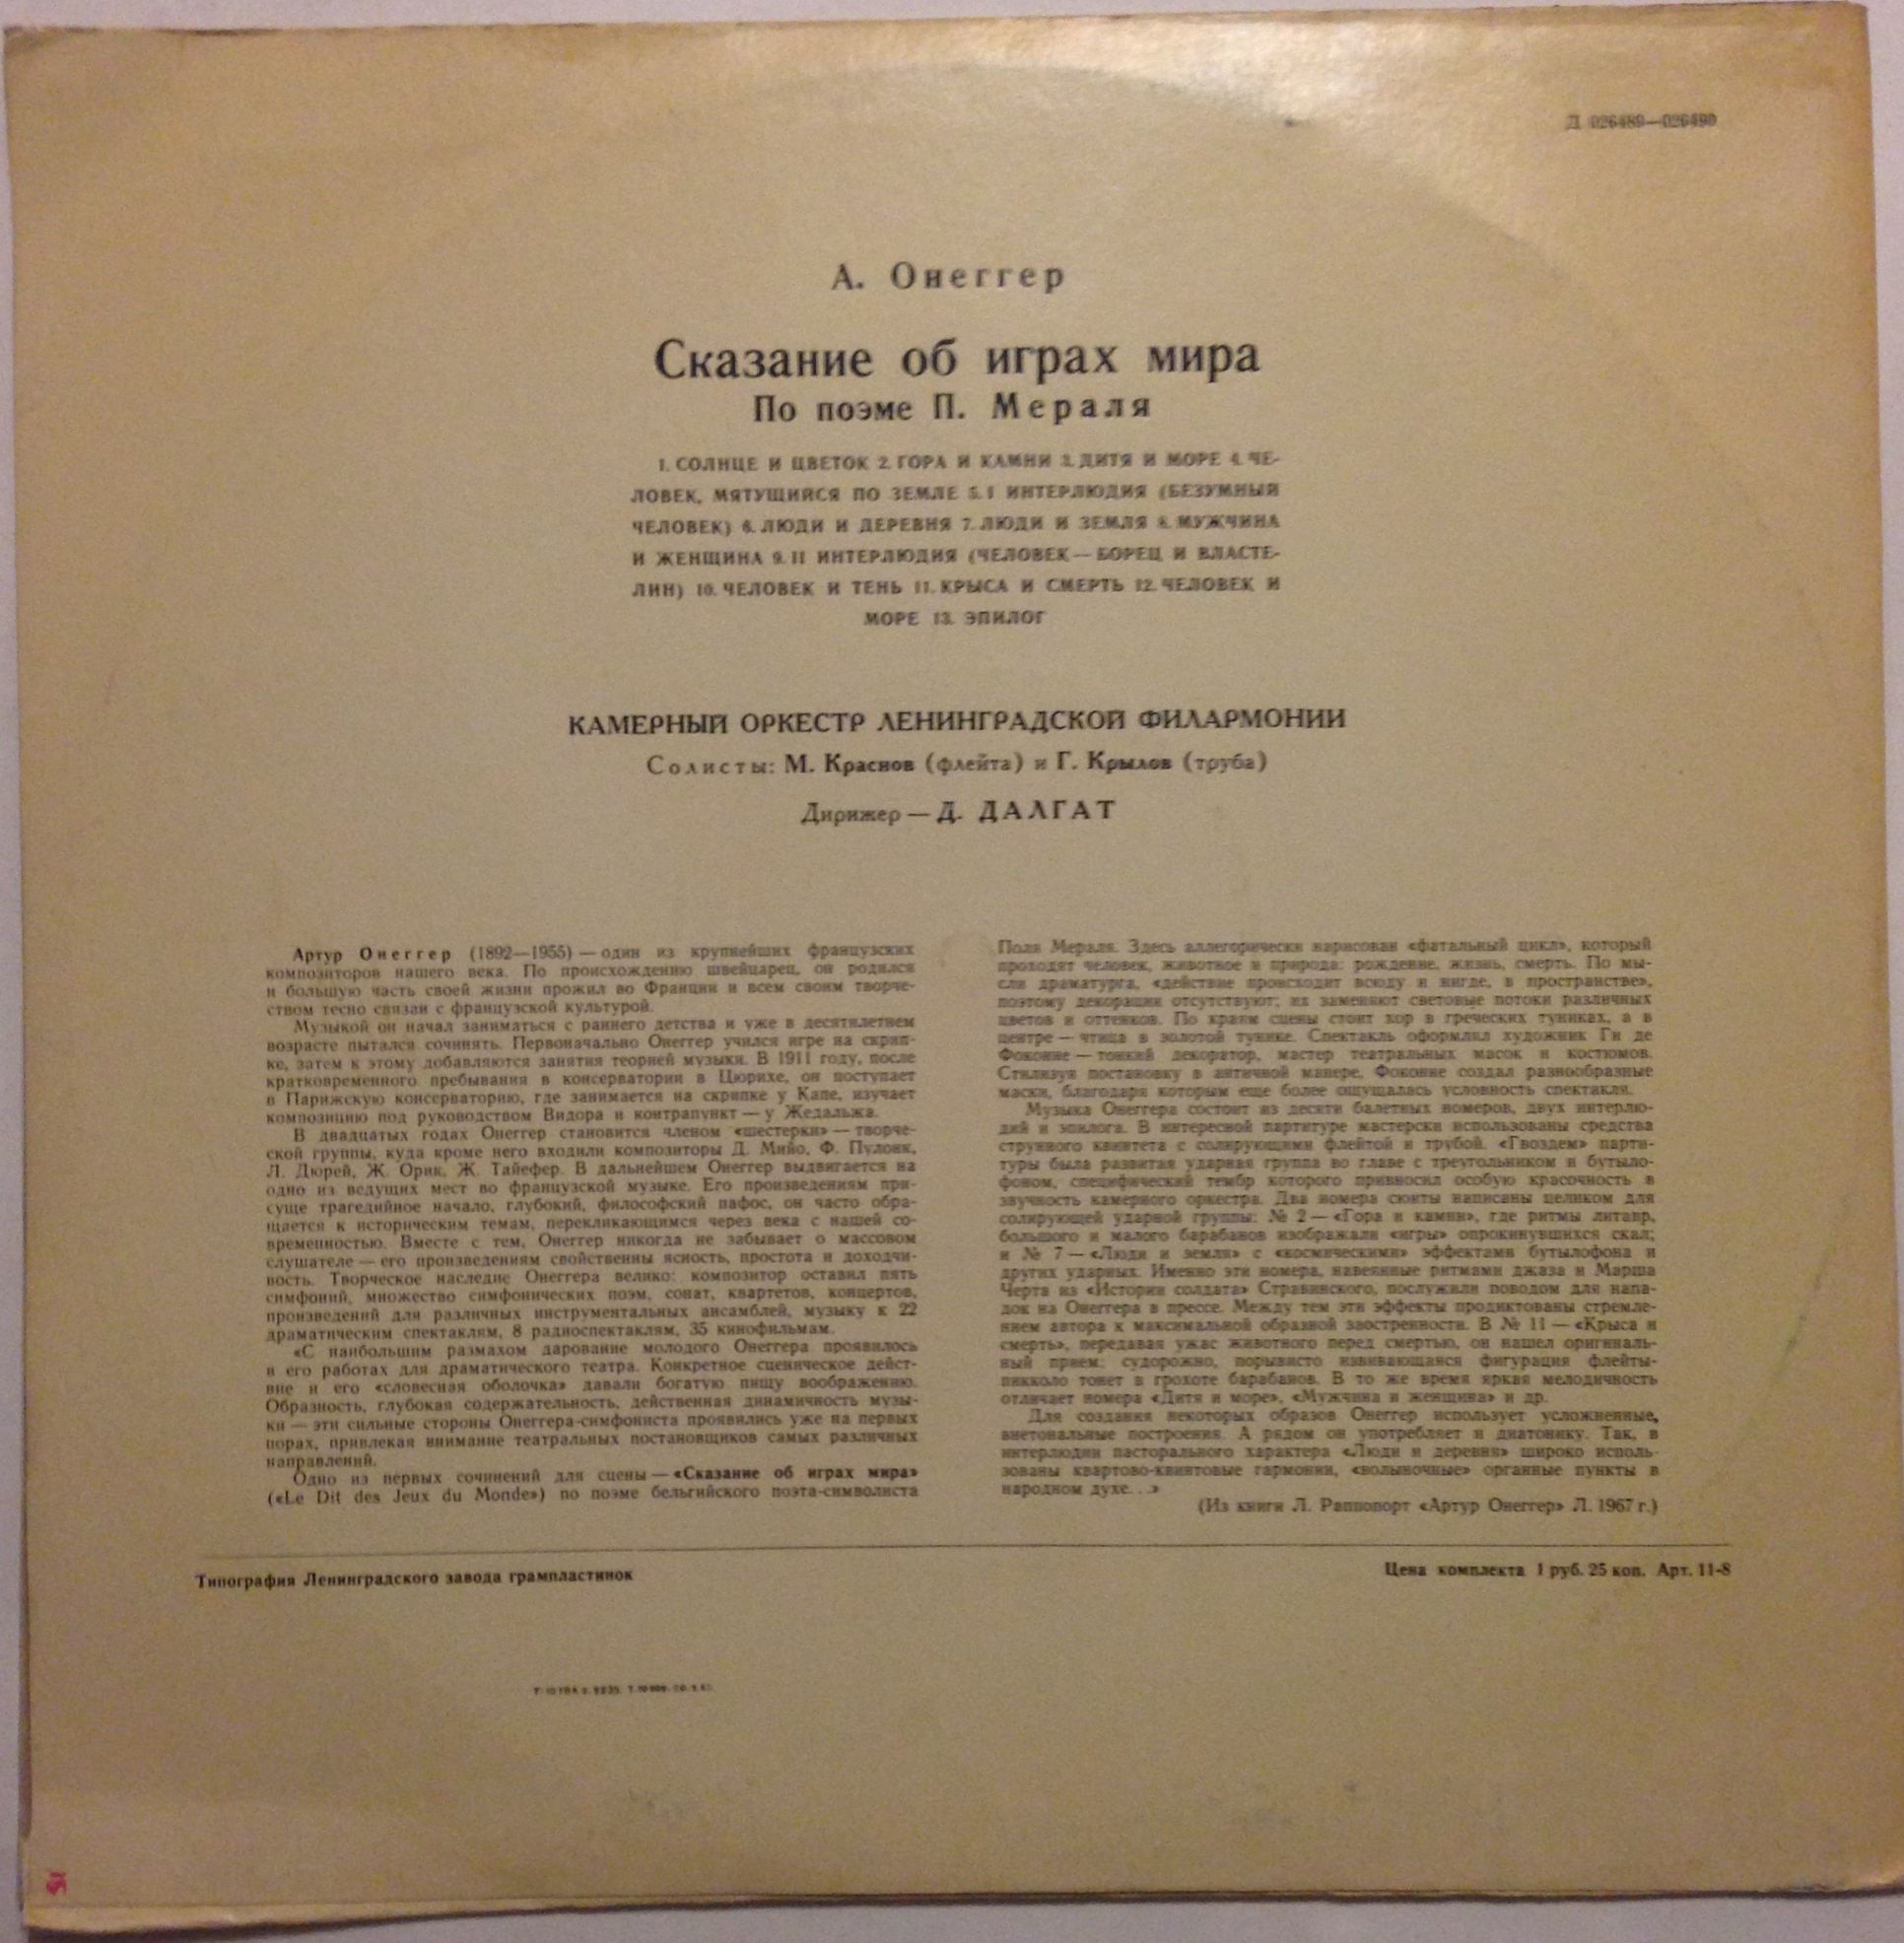 Д 026489—026490
А. Онеггер
Сказание об играх мира
По поэме П. Мераля
1. СОЛНЦЕ И ЦВЕТОК 2. ГОРА И КАМНИ 3. ДИТЯ И МОРЕ 4. ЧЕ-
ЛОВЕК, МЯТУЩИЙСЯ ПО ЗЕМЛЕ 5. I ИНТЕРЛЮДИЯ (БЕЗУМНЫЙ
ЧЕЛОВЕК) 6. ЛЮДИ И ДЕРЕВНЯ 7. ЛЮДИ И ЗЕМЛЯ 8. МУЖЧИНА
И ЖЕНЩИНА 9. II ИНТЕРЛЮДИЯ (ЧЕЛОВЕК — БОРЕЦ И ВЛАСТЕ-
ЛИН) 10. ЧЕЛОВЕК И ТЕНЬ 11. КРЫСА И СМЕРТЬ 12. ЧЕЛОВЕК И
МОРЕ 13. ЭПИЛОГ
КАМЕРНЫЙ ОРКЕСТР ЛЕНИНГРАДСКОЙ ФИЛАРМОНИИ
Солисты: М. Краснов (флейта) и Г. Крылов (труба)
Дирижер — Д. ДАЛГАТ
Артур Онеггер (1892—1955) — один из крупнейших французских
композиторов нашего века. По происхождению швейцарец, он родился
и большую часть своей жизни прожил во Франции и всем своим творче-
ством тесно связан с французской культурой.
Музыкой он начал заниматься с раннего детства и уже в десятилетнем
возрасте пытался сочинять. Первоначально Онеггер учился игре на скрип-
ке, затем к этому добавляются занятия теорией музыки. В 1911 году, после
кратковременного пребывания в консерватории в Цюрихе, он поступает
в Парижскую консерваторию, где занимается на скрипке у Капе, изучает
композицию под руководством Видора и контрапункт — у Жедальжа.
В двадцатых годах Онеггер становится членом «шестерки» — творче-
ской группы, куда кроме него входили композиторы Д. Мийо, Ф. Пуленк,
Л. Дюрей, Ж. Орик, Ж. Тайефер. В дальнейшем Онеггер выдвигается на
одно из ведущих мест во французской музыке. Его произведениям при-
суще трагедийное начало, глубокий, философский пафос, он часто обра-
щается к историческим темам, перекликающимся через века с нашей со-
временностью. Вместе с тем, Онеггер никогда не забывает о массовом
слушателе — его произведениям свойственны ясность, простота и доходчи-
вость. Творческое наследие Онеггера велико: композитор оставил пять
симфоний, множество симфонических поэм, сонат, квартетов, концертов,
произведений для различных инструментальных ансамблей, музыку к 22
драматическим спектаклям, 8 радиоспектаклям, 35 кинофильмам.
«С наибольшим размахом дарование молодого Онеггера проявилось
в его работах для драматического театра. Конкретное сценическое дейст-
вие и его «словесная оболочка» давали богатую пищу воображению.
Образность, глубокая содержательность, действенная динамичность музы-
ки — эти сильные стороны Онеггера-симфониста проявились уже на первых
порах, привлекая внимание театральных постановщиков самых различных
направлений.
Одно из первых сочинений для сцены — «Сказание об играх мира»
(«Le Dit des Jeux du Monde») по поэме бельгийского поэта-символиста
Поля Мераля. Здесь аллегорически нарисован «фатальный цикл», который
проходят человек, животное и природа: рождение, жизнь, смерть. По мы-
сли драматурга, «действие происходит всюду и нигде, в пространстве»,
поэтому декорации отсутствуют; их заменяют световые потоки различных
цветов и оттенков. По краям сцены стоит хор в греческих туниках, а в
центре — чтица в золотой тунике. Спектакль оформлял художник Ги де
Фоконне — тонкий декоратор, мастер театральных масок и костюмов.
Стилизуя постановку в античной манере, Фоконне создал разнообразные
маски, благодаря которым еще более ощущалась условность спектакля.
Музыка Онеггера состоит из десяти балетных номеров, двух интерлю-
дий и эпилога. В интересной партитуре мастерски использованы средства
струнного квинтета с солирующими флейтой и трубой. «Гвоздем» парти-
туры была развитая ударная группа во главе с треугольником и бутыло-
фоном, специфический тембр которого привносил особую красочность в
звучность камерного оркестра. Два номера сюиты написаны целиком для
солирующей ударной группы: № 2 — «Гора и камни», где ритмы литавр,
большого и малого барабанов изображали «игры» опрокинувшихся скал;
и № 7 — «Люди и земля» с «космическими» эффектами бутылофона и
других ударных. Именно эти номера, навеянные ритмами джаза и Марша
Черта из «Истории солдата» Стравинского, послужили поводом для напа-
док на Онеггера в прессе. Между тем эти эффекты продиктованы стремле-
нием автора к максимальной образной заостренности. В № 11 — «Крыса и
смерть», передавая ужас животного перед смертью, он нашел оригиналь-
ный прием: судорожно, порывисто извивающаяся фигурация флейты-
пикколо тонет в грохоте барабанов. В то же время яркая мелодичность
отличает номера «Дитя и море», «Мужчина и женщина» и др.
Для создания некоторых образов Онеггер использует усложненные,
внетональные построения. А рядом он употребляет и диатонику. Так, в
интерлюдии пасторального характера «Люди и деревня» широко исполь-
зованы квартово-квинтовые гармонии, «волыночные» органные пункты в
народном духе. . .»
(Из книги Л. Раппопорт «Артур Онеггер» Л. 1967 г.)
Типография Ленинградского завода грампластинок
Цена комплекта 1 руб. 25 коп. Арт. 11-8